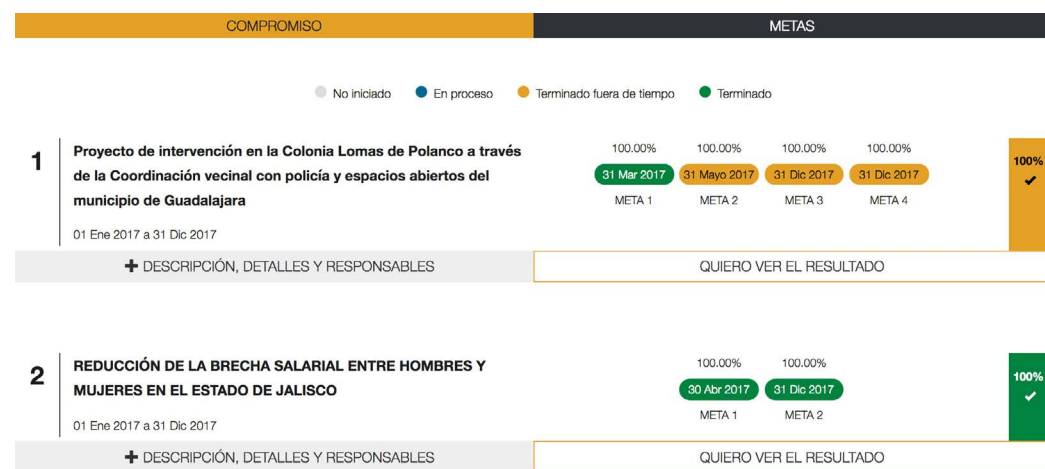 COMPROMISO METAS
No iniciado En proceso Terminado fuera de tiempo Terminado
1 Proyecto de intervención en la Colonia Lomas de Polanco a través
de la Coordinación vecinal con policía y espacios abiertos del
municipio de Guadalajara
01 Ene 2017 a 31 Dic 2017
100.00% 100.00% 100.00% 100.00%
31 Mar 2017 31 Mayo 2017 31 Dic 2017 31 Dic 2017
META 1 META 2 META 3 META 4
100%
+ DESCRIPCIÓN, DETALLES Y RESPONSABLES QUIERO VER EL RESULTADO
2 REDUCCIÓN DE LA BRECHA SALARIAL ENTRE HOMBRES Y
MUJERES EN EL ESTADO DE JALISCO
01 Ene 2017 a 31 Dic 2017
100.00% 100.00%
30 Abr 2017 31 Dic 2017
META 1 META 2
100%
+ DESCRIPCIÓN, DETALLES Y RESPONSABLES QUIERO VER EL RESULTADO